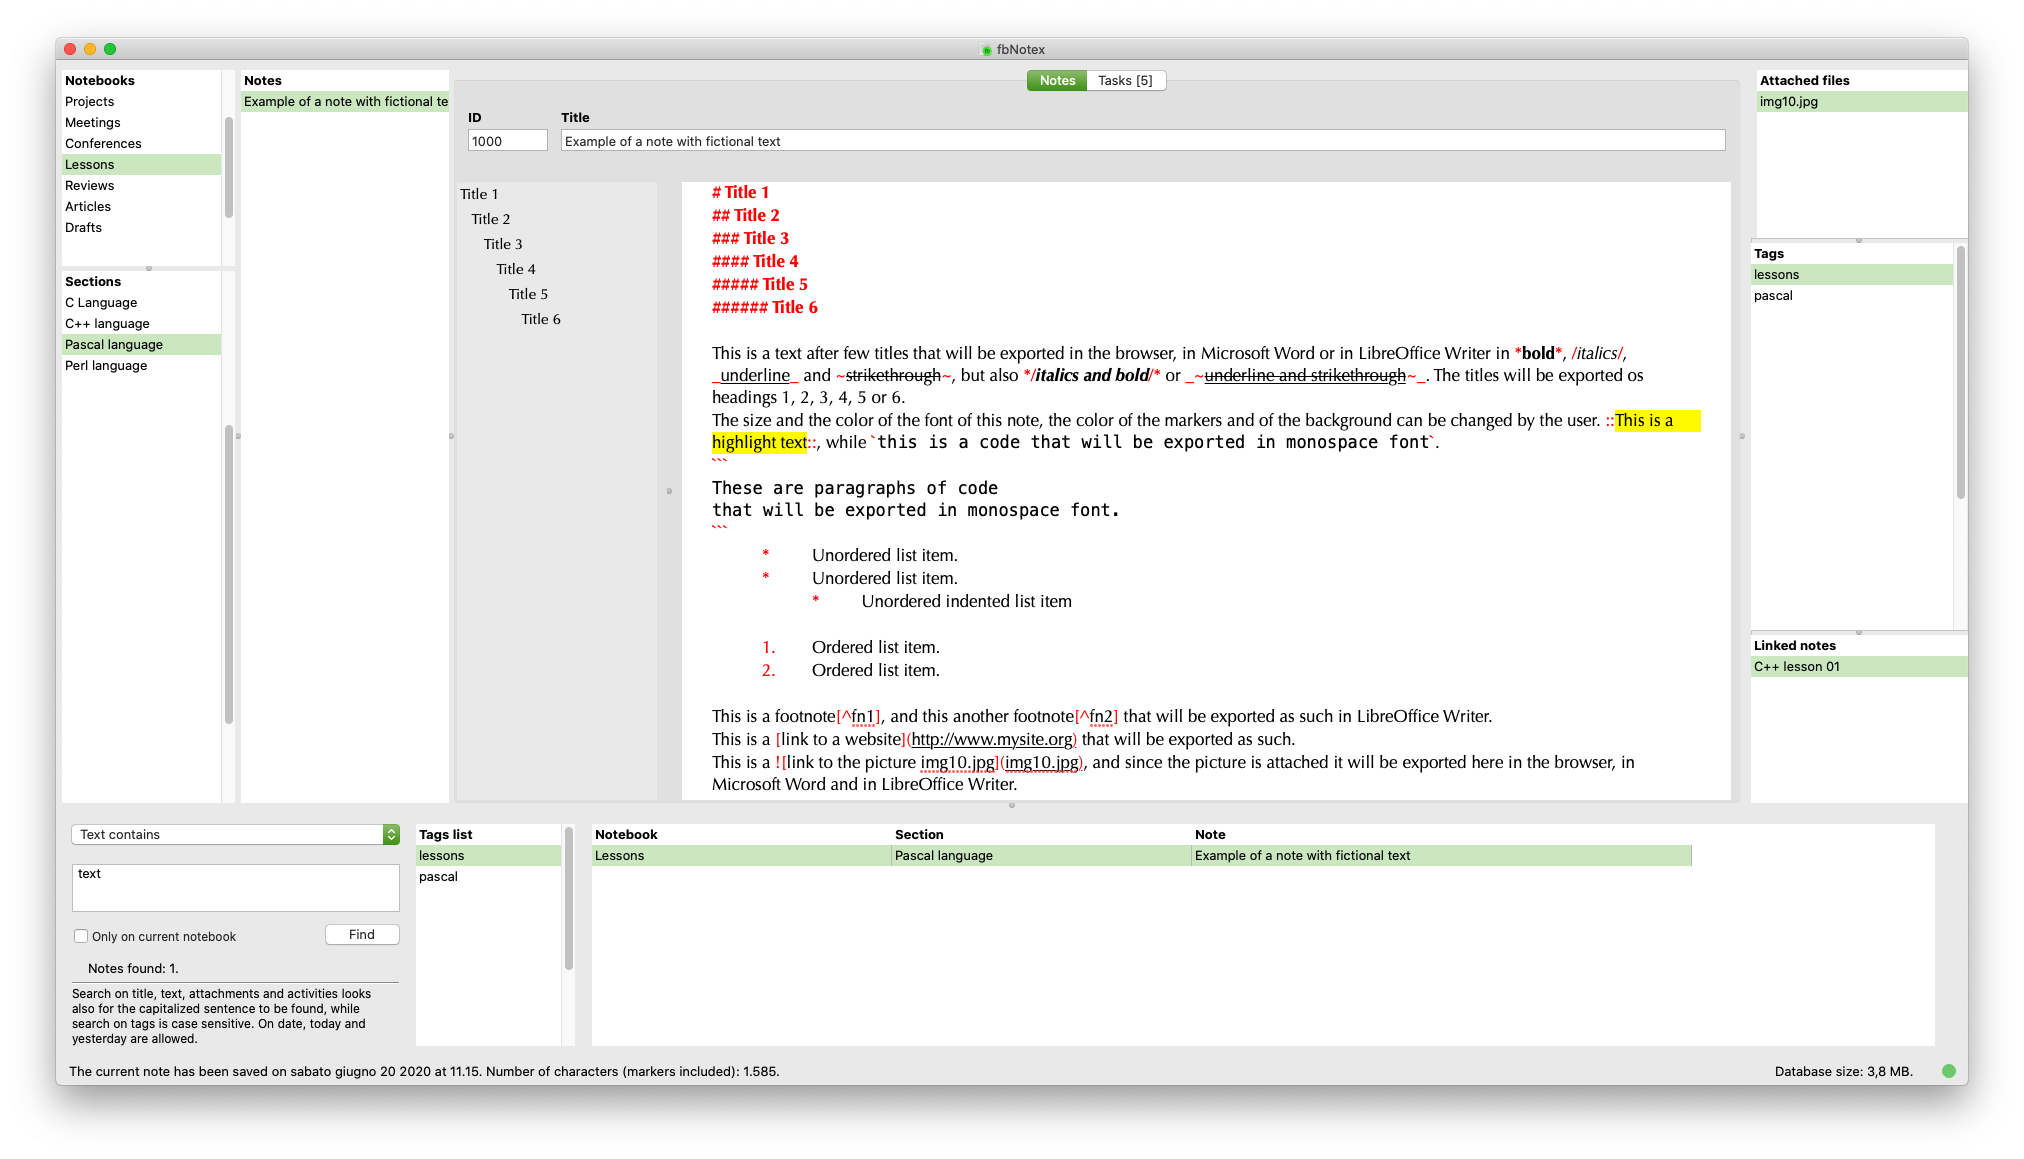 fbNotex
Notebooks
Projects
Meetings
Conferences
Lessons
Reviews
Articles
Drafts
Sections
C Language
C++ language
Pascal language
Perl language
Notes
Example of a note with fictional te
Notes
Tasks [5]
ID
Title
1000
Example of a note with fictional text
Title 1
Title 2
Title 3
Title 4
Title 5
Title 6
# Title 1
## Title 2
### Title 3
#### Title 4
##### Title 5
###### Title 6
This is a text after few titles that will be exported in the browser, in Microsoft Word or in LibreOffice Writer in *bold*, /italics/,
_underline_ and ~strikethrough~, but also */italics and bold/* or _~underline and strikethrough~_. The titles will be exported os
headings 1, 2, 3, 4, 5 or 6.
The size and the color of the font of this note, the color of the markers and of the background can be changed by the user. ::This is a
highlight text::, while `this is a code that will be exported in monospace font`.
```
These are paragraphs of code
that will be exported in monospace font.
```
* Unordered list item.
* Unordered list item.
* Unordered indented list item
1. Ordered list item.
2. Ordered list item.
This is a footnote[^fn1], and this another footnote[^fn2] that will be exported as such in LibreOffice Writer.
This is a [link to a website](http://www.mysite.org) that will be exported as such.
This is a ![link to the picture img10.jpg](img10.jpg), and since the picture is attached it will be exported here in the browser, in
Microsoft Word and in LibreOffice Writer.
Attached files
img10.jpg
Tags
lessons
pascal
Linked notes
C++ lesson 01
Text contains
text
Only on current notebook
Find
Notes found: 1.
Search on title, text, attachments and activities looks
also for the capitalized sentence to be found, while
search on tags is case sensitive. On date, today and
yesterday are allowed.
Tags list
lessons
pascal
Notebook Section Note
Lessons Pascal language Example of a note with fictional text
The current note has been saved on sabato giugno 20 2020 at 11.15. Number of characters (markers included): 1.585.
Database size: 3,8 MB.